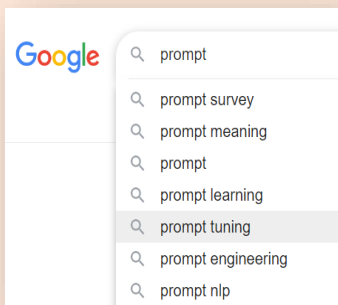 Google
prompt
prompt survey
prompt meaning
prompt
prompt learning
prompt tuning
prompt engineering
prompt nlp